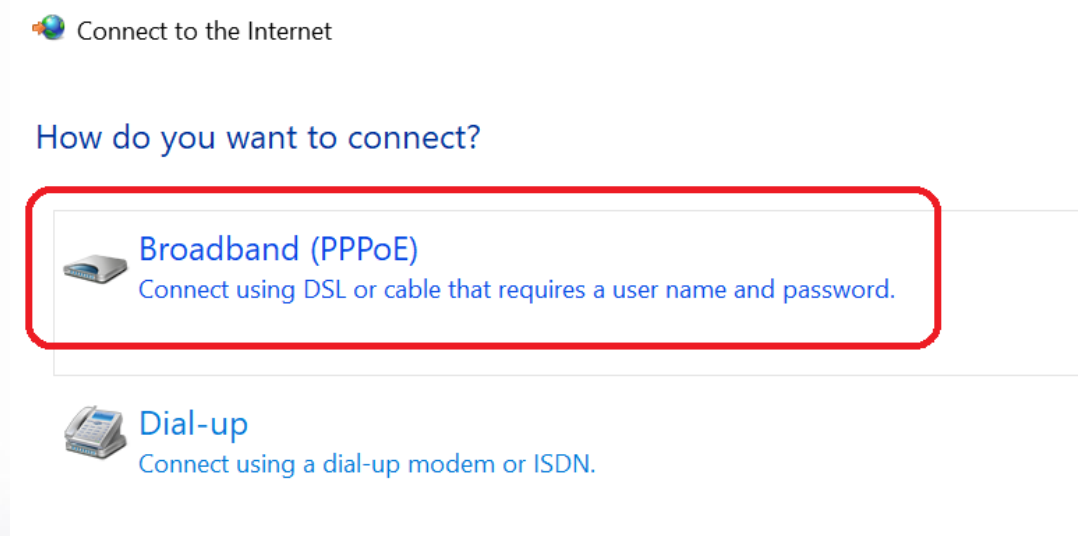 Connect to the Internet
How do you want to connect?
Broadband (PPPoE)
Connect using DSL or cable that requires a user name and password.
Dial-up
Connect using a dial-up modem or ISDN.